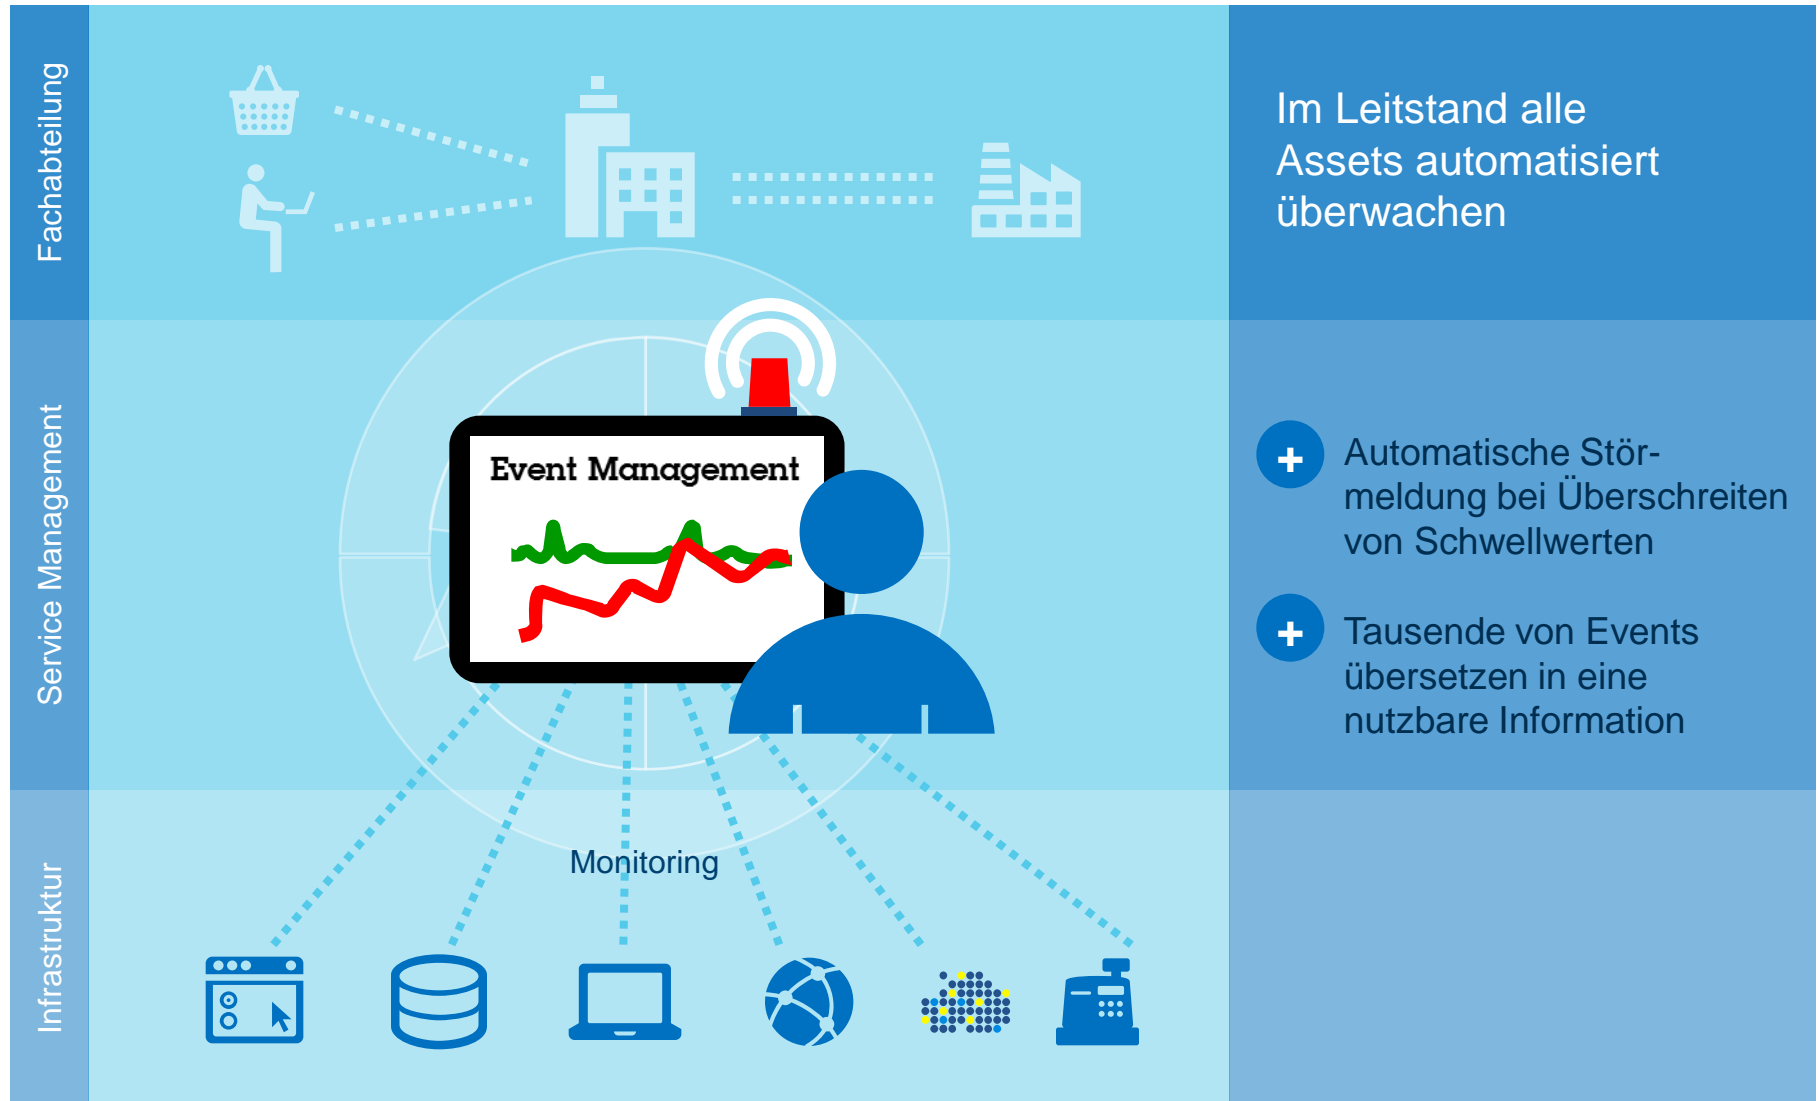 Fachabteilung
Im Leitstand alle
Assets automatisiert
überwachen
Service Management
Event Management
+ Automatische Stör-
meldung bei Überschreiten
von Schwellwerten
+ Tausende von Events
übersetzen in eine
nutzbare Information
Infrastruktur
Monitoring